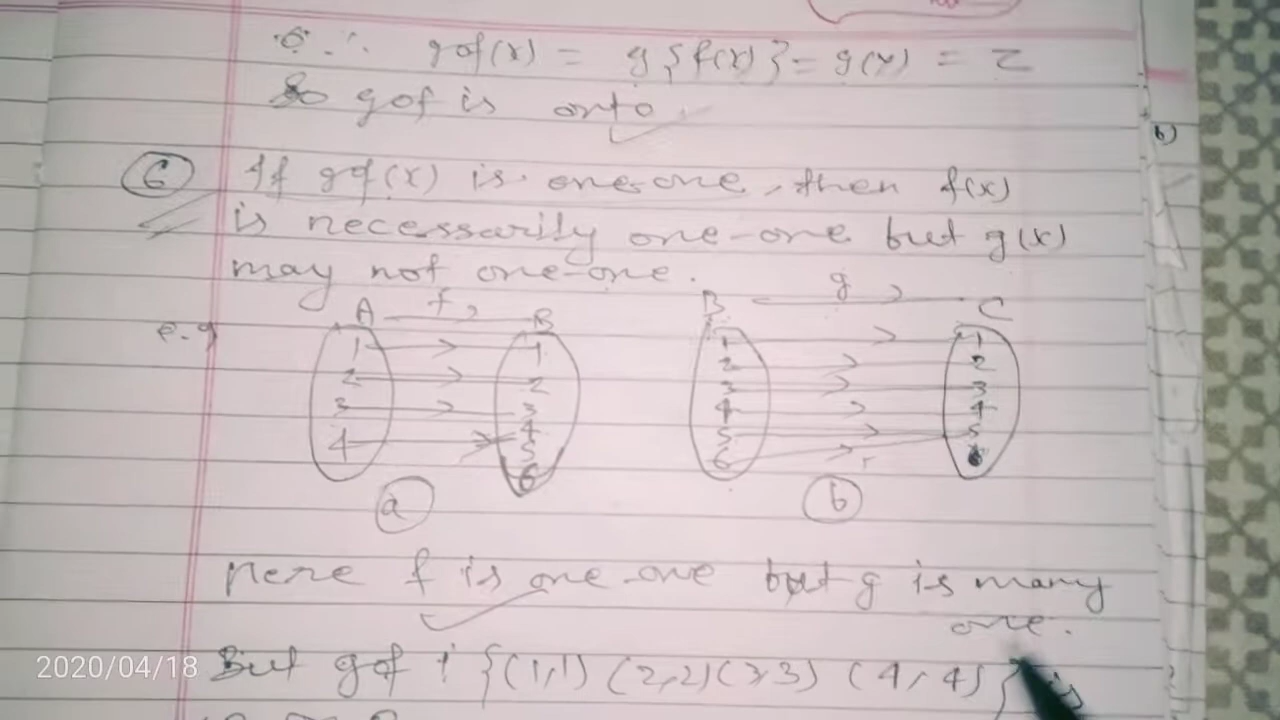 ∴ gof(x) = g{f(x)} = g(y) = z
So gof is onto
6 If gof(x) is one-one, then f(x)
is necessarily one-one but g(x)
may not one-one.
e.g
A f B
1 1
2 2
3 3
4 4
5
6
a
B g C
1 1
2 2
3 3
4 4
5 5
6 6
b
Here f is one-one but g is many
one.
But gof : {(1,1) (2,2) (3,3) (4,4)} is
2020/04/18
b)